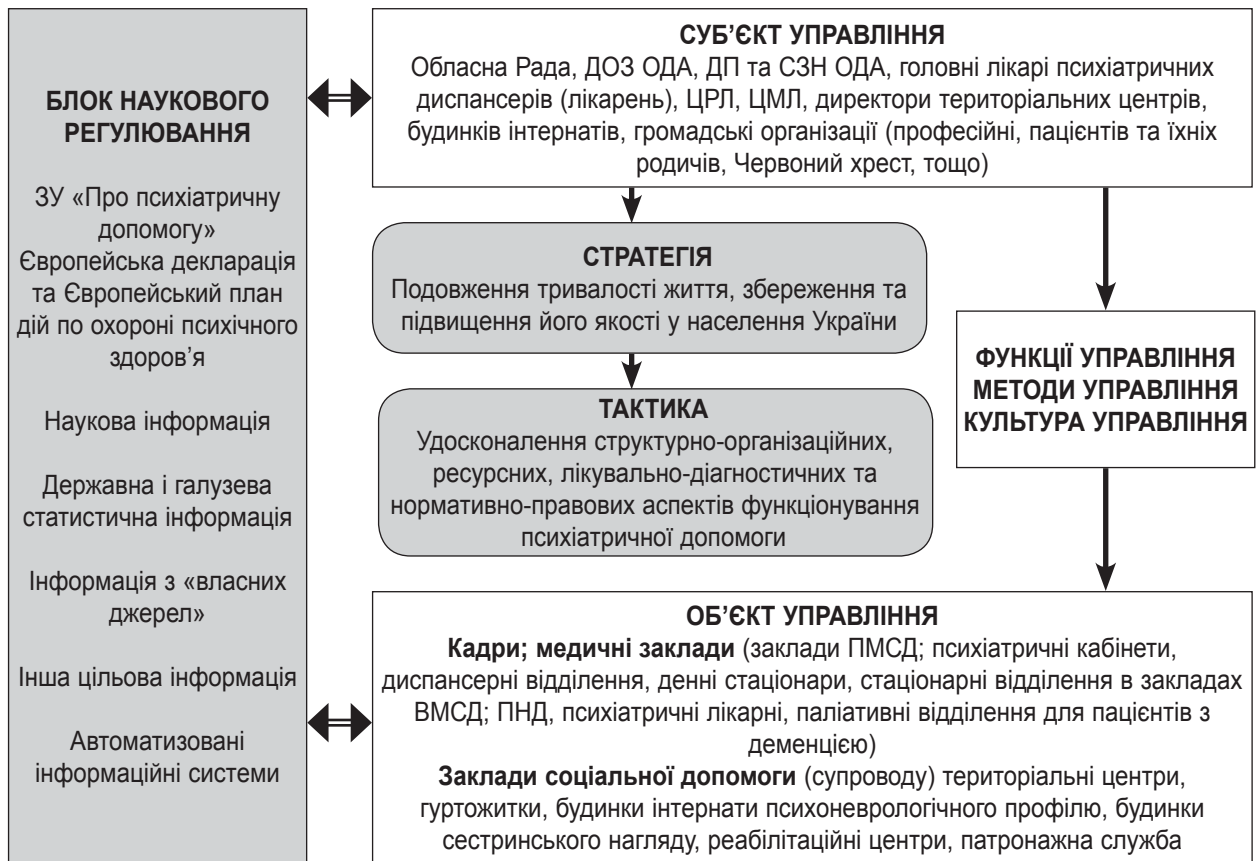 БЛОК НАУКОВОГО
РЕГУЛЮВАННЯ
ЗУ «Про психіатричну
допомогу»
Європейська декларація
та Європейський план
дій по охороні психічного
здоров’я
Наукова інформація
Державна і галузева
статистична інформація
Інформація з «власних
джерел»
Інша цільова інформація
Автоматизовані
інформаційні системи
СУБ’ЄКТ УПРАВЛІННЯ
Обласна Рада, ДОЗ ОДА, ДП та СЗН ОДА, головні лікарі психіатричних
диспансерів (лікарень), ЦРЛ, ЦМЛ, директори територіальних центрів,
будинків інтернатів, громадські організації (професійні, пацієнтів та їхніх
родичів, Червоний хрест, тощо)
СТРАТЕГІЯ
Подовження тривалості життя, збереження та
підвищення його якості у населення України
ТАКТИКА
Удосконалення структурно-організаційних,
ресурсних, лікувально-діагностичних та
нормативно-правових аспектів функціонування
психіатричної допомоги
ФУНКЦІЇ УПРАВЛІННЯ
МЕТОДИ УПРАВЛІННЯ
КУЛЬТУРА УПРАВЛІННЯ
ОБ’ЄКТ УПРАВЛІННЯ
Кадри; медичні заклади (заклади ПМСД; психіатричні кабінети,
диспансерні відділення, денні стаціонари, стаціонарні відділення в закладах
ВМСД; ПНД, психіатричні лікарні, паліативні відділення для пацієнтів з
деменцією)
Заклади соціальної допомоги (супроводу) територіальні центри,
гуртожитки, будинки інтернати психоневрологічного профілю, будинки
сестринського нагляду, реабілітаційні центри, патронажна служба